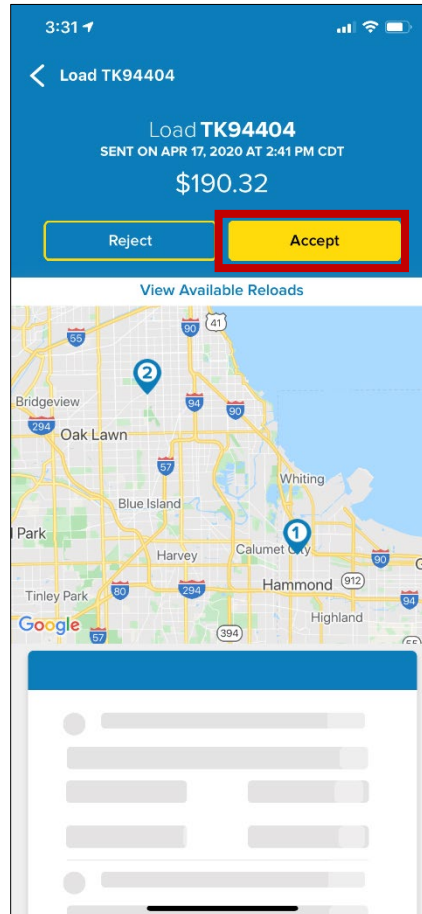 3:31
Load TK94404
Load TK94404
SENT ON APR 17, 2020 AT 2:41 PM CDT
$190.32
Reject
Accept
View Available Reloads
41
90
55
2
Bridgeview
94
90
294
Oak Lawn
57
Whiting
Blue Island
l Park
1
Calumet City
Harvey
90
G
Hammond
912
Tinley Park
80
294
94
Highland
Google
57
394
55